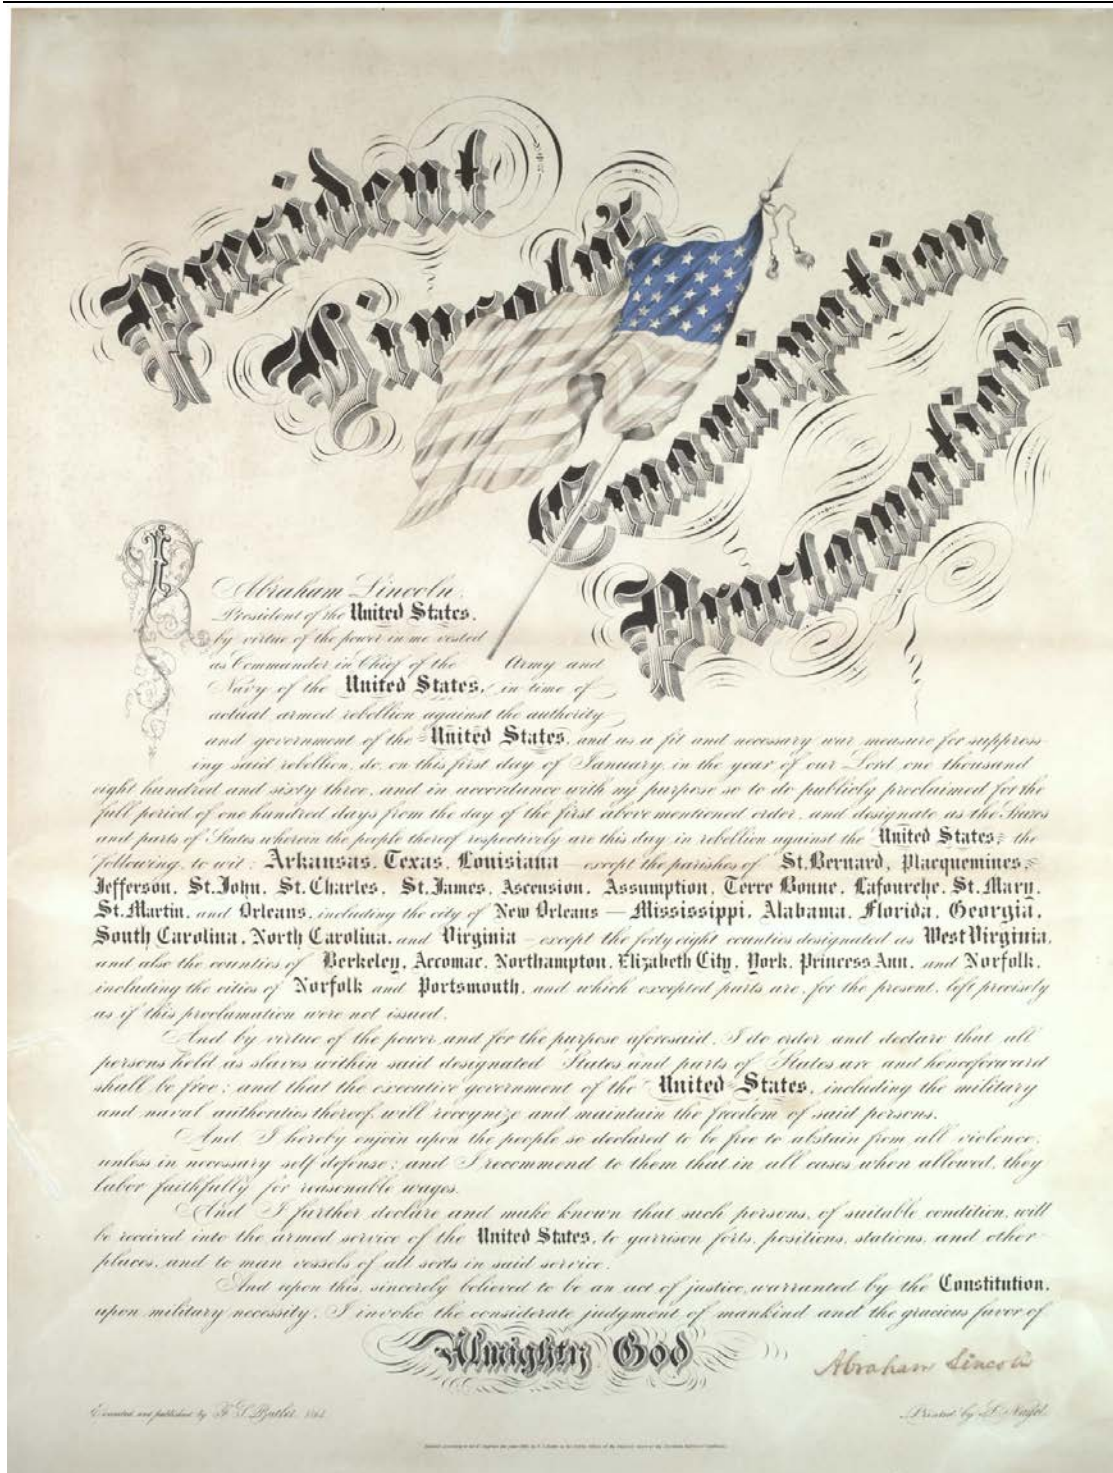 President
Lincoln's
Emancipation
Proclamation,
I
Abraham Lincoln,
President of the United States,
by virtue of the power in me vested
as Commander in Chief of the Army and
Navy of the United States, in time of
actual armed rebellion against the authority
and government of the United States, and as a fit and necessary war measure for suppress
ing said rebellion, do, on this first day of January, in the year of our Lord one thousand
eight hundred and sixty three, and in accordance with my purpose so to do publicly proclaimed for the
full period of one hundred days from the day of the first above mentioned order, and designate as the States
and parts of States wherein the people thereof respectively are this day in rebellion against the United States, the
following, to wit: Arkansas, Texas, Louisiana — except the parishes of St. Bernard, Placquemines,
Jefferson, St. John, St. Charles, St. James, Ascension, Assumption, Terre Bonne, Lafourche, St. Mary,
St. Martin, and Orleans, including the city of New Orleans — Mississippi, Alabama, Florida, Georgia,
South Carolina, North Carolina, and Virginia — except the forty eight counties designated as West Virginia,
and also the counties of Berkeley, Accomac, Northampton, Elizabeth City, York, Princess Ann, and Norfolk,
including the cities of Norfolk and Portsmouth, and which excepted parts are, for the present, left precisely
as if this proclamation were not issued.
And by virtue of the power and for the purpose aforesaid, I do order and declare that all
persons held as slaves within said designated States and parts of States are and henceforward
shall be free; and that the executive government of the United States, including the military
and naval authorities thereof, will recognize and maintain the freedom of said persons.
And I hereby enjoin upon the people so declared to be free to abstain from all violence,
unless in necessary self defense; and I recommend to them that in all cases when allowed, they
labor faithfully for reasonable wages.
And I further declare and make known that such persons, of suitable condition, will
be received into the armed service of the United States, to garrison forts, positions, stations, and other
places, and to man vessels of all sorts in said service.
And upon this, sincerely believed to be an act of justice, warranted by the Constitution,
upon military necessity, I invoke the considerate judgment of mankind and the gracious favor of
Almighty God
Abraham Lincoln
Executed and published by F. S. Butler
Printed by L. Nagel.